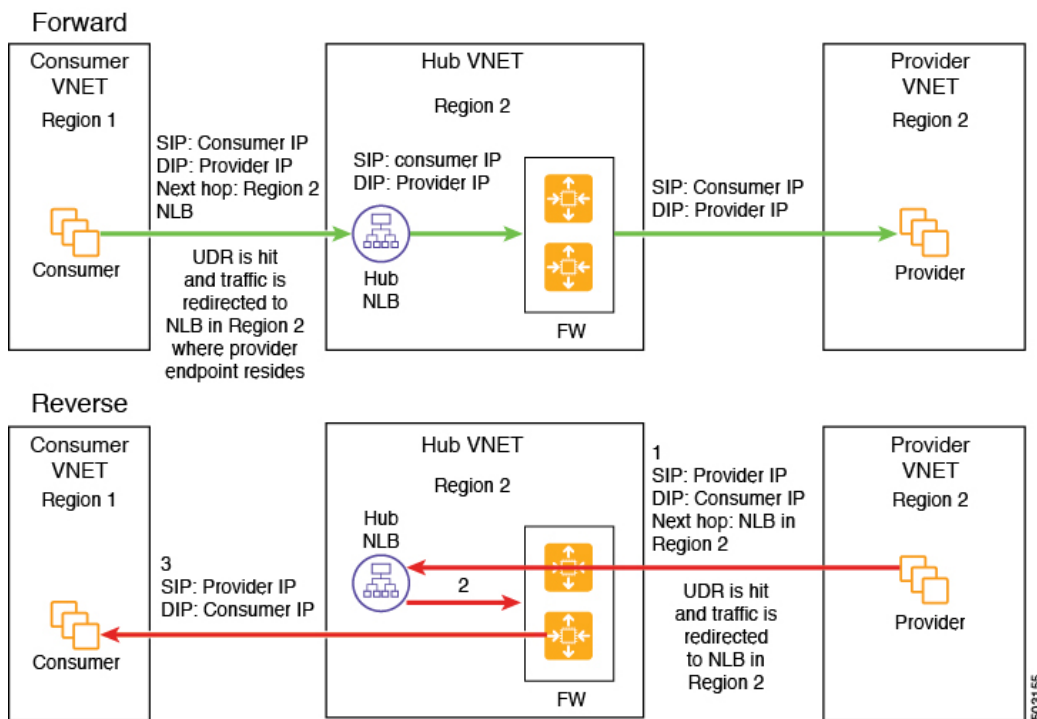 Forward
Consumer
VNET
Region 1
SIP: Consumer IP
DIP: Provider IP
Next hop: Region 2
NLB
Consumer
UDR is hit
and traffic is
redirected to
NLB in Region 2
where provider
endpoint resides
Hub VNET
Region 2
SIP: consumer IP
DIP: Provider IP
Hub
NLB
FW
SIP: Consumer IP
DIP: Provider IP
Provider
VNET
Region 2
Provider
Reverse
Consumer
VNET
Region 1
Consumer
3
SIP: Provider IP
DIP: Consumer IP
Hub VNET
Region 2
Hub
NLB
2
FW
1
SIP: Provider IP
DIP: Consumer IP
Next hop: NLB in
Region 2
UDR is hit
and traffic is
redirected
to NLB in
Region 2
Provider
VNET
Region 2
Provider
503155